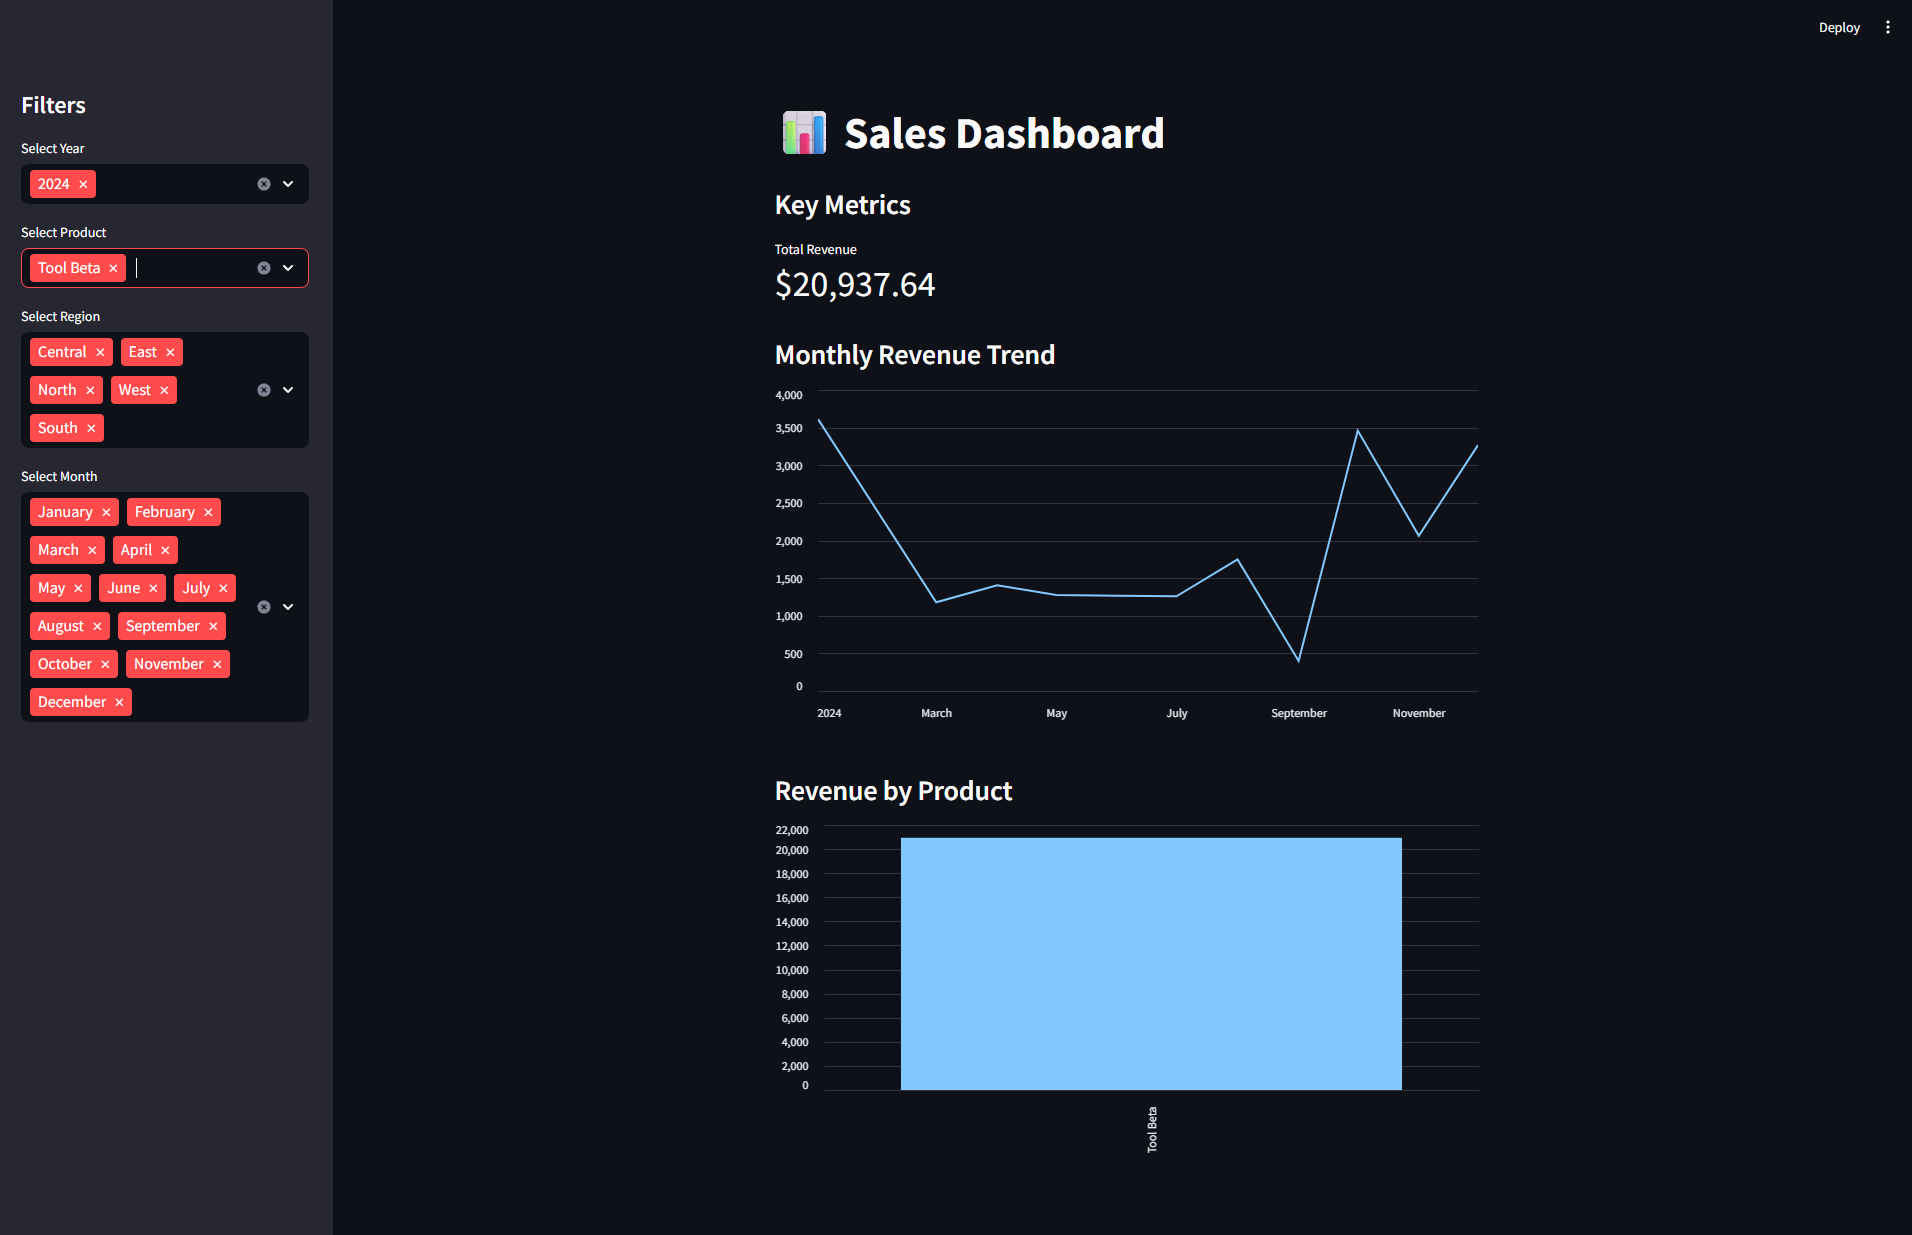 Deploy
Filters
Select Year
2024
Select Product
Tool Beta
Select Region
Central East
North West
South
Select Month
January February
March April
May June July
August September
October November
December
Sales Dashboard
Key Metrics
Total Revenue
$20,937.64
Monthly Revenue Trend
4,000
3,500
3,000
2,500
2,000
1,500
1,000
500
0
2024 March May July September November
Revenue by Product
22,000
20,000
18,000
16,000
14,000
12,000
10,000
8,000
6,000
4,000
2,000
0
Tool Beta